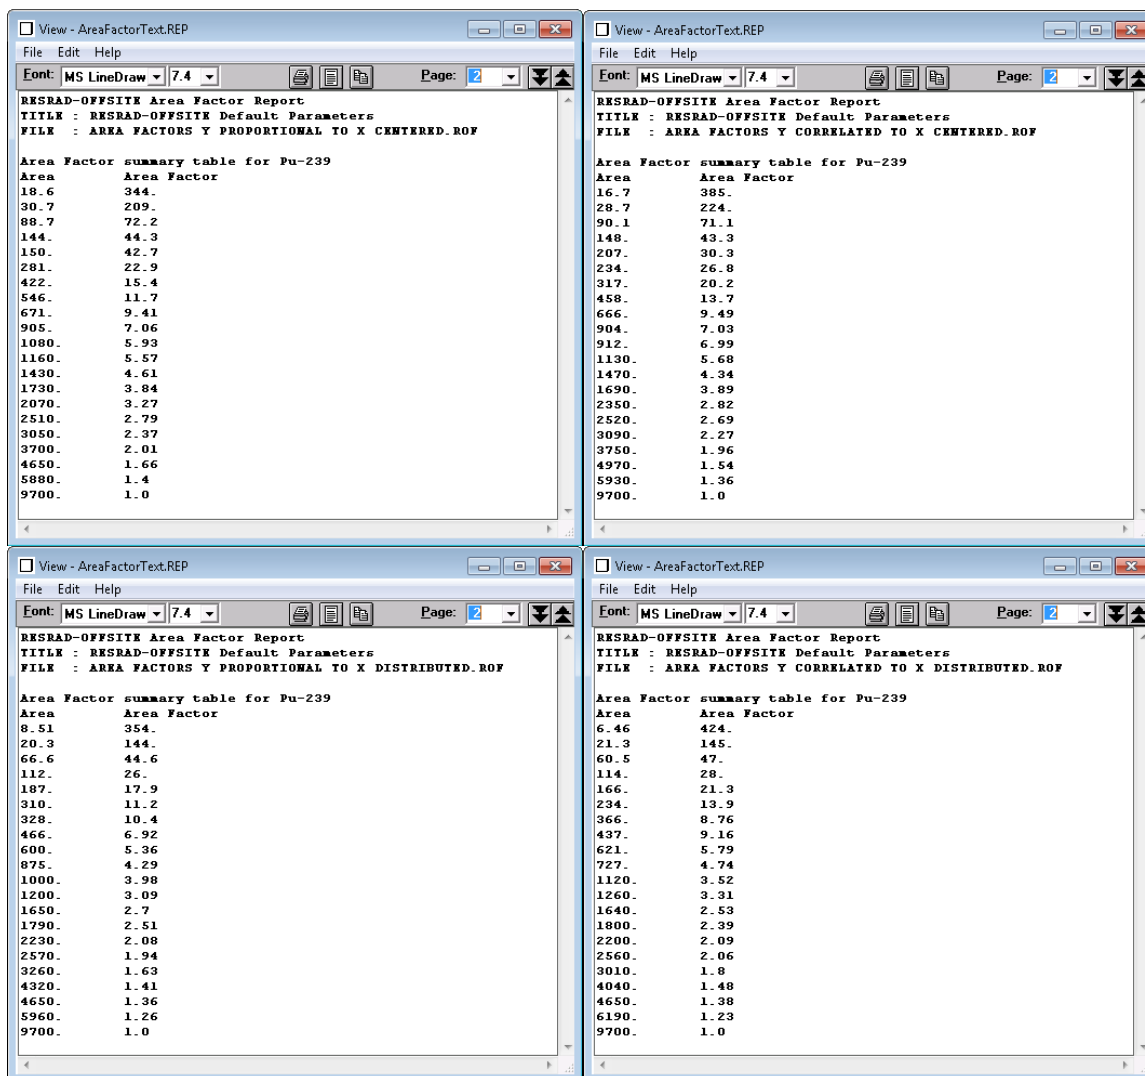 View - AreaFactorText.REP
File Edit Help
Font: MS LineDraw 7.4 Page: 2
RESRAD-OFFSITE Area Factor Report
TITLE : RESRAD-OFFSITE Default Parameters
FILE : AREA FACTORS Y PROPORTIONAL TO X CENTERED.ROF
Area Factor summary table for Pu-239
Area Area Factor
18.6 344.
30.7 209.
88.7 72.2
144. 44.3
150. 42.7
281. 22.9
422. 15.4
546. 11.7
671. 9.41
905. 7.06
1080. 5.93
1160. 5.57
1430. 4.61
1730. 3.84
2070. 3.27
2510. 2.79
3050. 2.37
3700. 2.01
4650. 1.66
5880. 1.4
9700. 1.0
View - AreaFactorText.REP
File Edit Help
Font: MS LineDraw 7.4 Page: 2
RESRAD-OFFSITE Area Factor Report
TITLE : RESRAD-OFFSITE Default Parameters
FILE : AREA FACTORS Y CORRELATED TO X CENTERED.ROF
Area Factor summary table for Pu-239
Area Area Factor
16.7 385.
28.7 224.
90.1 71.1
148. 43.3
207. 30.3
234. 26.8
317. 20.2
458. 13.7
666. 9.49
904. 7.03
912. 6.99
1130. 5.68
1470. 4.34
1690. 3.89
2350. 2.82
2520. 2.69
3090. 2.27
3750. 1.96
4970. 1.54
5930. 1.36
9700. 1.0
View - AreaFactorText.REP
File Edit Help
Font: MS LineDraw 7.4 Page: 2
RESRAD-OFFSITE Area Factor Report
TITLE : RESRAD-OFFSITE Default Parameters
FILE : AREA FACTORS Y PROPORTIONAL TO X DISTRIBUTED.ROF
Area Factor summary table for Pu-239
Area Area Factor
8.51 354.
20.3 144.
66.6 44.6
112. 26.
187. 17.9
310. 11.2
328. 10.4
466. 6.92
600. 5.36
875. 4.29
1000. 3.98
1200. 3.09
1650. 2.7
1790. 2.51
2230. 2.08
2570. 1.94
3260. 1.63
4320. 1.41
4650. 1.36
5960. 1.26
9700. 1.0
View - AreaFactorText.REP
File Edit Help
Font: MS LineDraw 7.4 Page: 2
RESRAD-OFFSITE Area Factor Report
TITLE : RESRAD-OFFSITE Default Parameters
FILE : AREA FACTORS Y CORRELATED TO X DISTRIBUTED.ROF
Area Factor summary table for Pu-239
Area Area Factor
6.46 424.
21.3 145.
60.5 47.
114. 28.
166. 21.3
234. 13.9
366. 8.76
437. 9.16
621. 5.79
727. 4.74
1120. 3.52
1260. 3.31
1640. 2.53
1800. 2.39
2200. 2.09
2560. 2.06
3010. 1.8
4040. 1.48
4650. 1.38
6190. 1.23
9700. 1.0